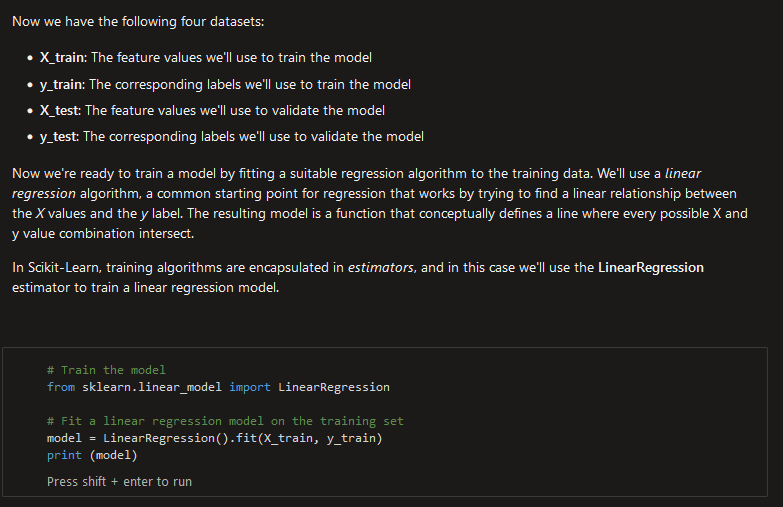 Now we have the following four datasets:
• X_train: The feature values we'll use to train the model
• y_train: The corresponding labels we'll use to train the model
• X_test: The feature values we'll use to validate the model
• y_test: The corresponding labels we'll use to validate the model
Now we're ready to train a model by fitting a suitable regression algorithm to the training data. We'll use a linear
regression algorithm, a common starting point for regression that works by trying to find a linear relationship between
the X values and the y label. The resulting model is a function that conceptually defines a line where every possible X and
y value combination intersect.
In Scikit-Learn, training algorithms are encapsulated in estimators, and in this case we'll use the LinearRegression
estimator to train a linear regression model.
# Train the model
from sklearn.linear_model import LinearRegression
# Fit a linear regression model on the training set
model = LinearRegression().fit(X_train, y_train)
print (model)
Press shift + enter to run